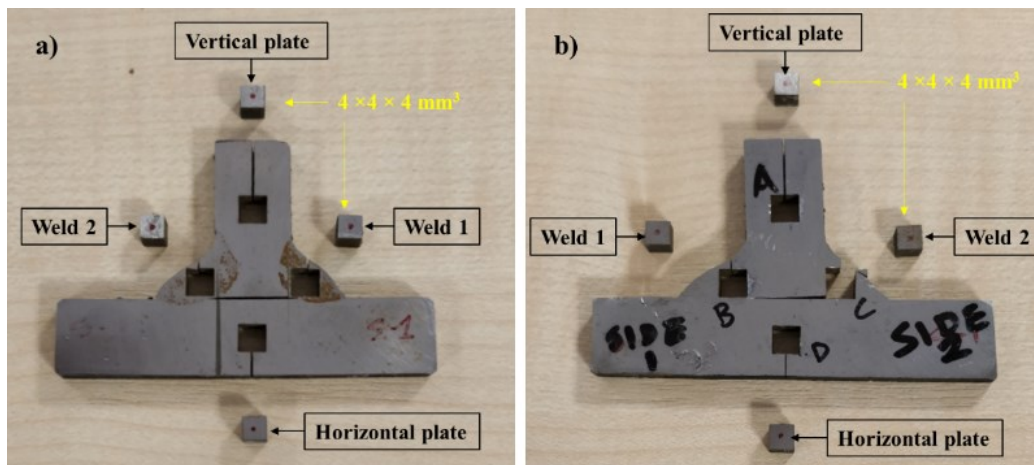 a)
Vertical plate
4 ×4 × 4 mm³
Weld 2
Weld 1
S-1
Horizontal plate
b)
Vertical plate
4 ×4 × 4 mm³
A
Weld 1
Weld 2
B
C
SIDE
1
SIDE
2
D
Horizontal plate